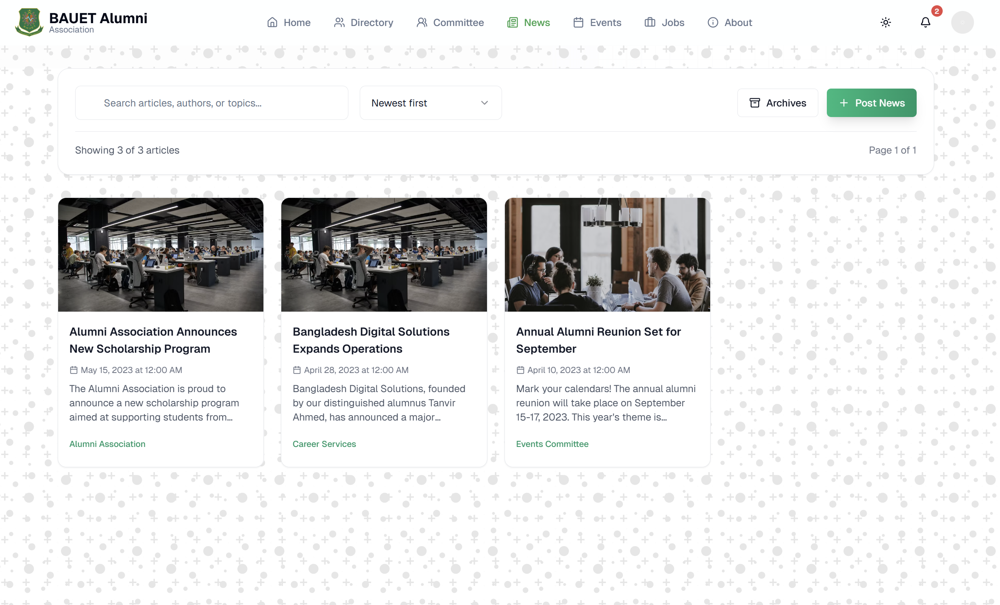 BAUET Alumni
Association
Home
Directory
Committee
News
Events
Jobs
About
2
Search articles, authors, or topics...
Newest first
Archives
Post News
Showing 3 of 3 articles
Page 1 of 1
Alumni Association Announces
New Scholarship Program
May 15, 2023 at 12:00 AM
The Alumni Association is proud to
announce a new scholarship program
aimed at supporting students from...
Alumni Association
Bangladesh Digital Solutions
Expands Operations
April 28, 2023 at 12:00 AM
Bangladesh Digital Solutions, founded
by our distinguished alumnus Tanvir
Ahmed, has announced a major...
Career Services
Annual Alumni Reunion Set for
September
April 10, 2023 at 12:00 AM
Mark your calendars! The annual alumni
reunion will take place on September
15-17, 2023. This year's theme is...
Events Committee